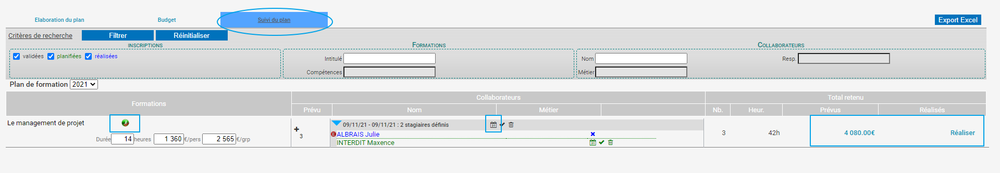 Elaboration du plan Budget Suivi du plan Export Excel
Critères de recherche Filtrer Réinitialiser
INSCRIPTIONS FORMATIONS COLLABORATEURS
validées planifiées réalisées Intitulé Nom Resp.
Compétences Métier
Plan de formation 2021
Formations Collaborateurs Total retenu
Prévu Nom Métier Nb. Heur. Prévus Réalisés
Le management de projet 09/11/21 - 09/11/21 : 2 stagiaires définis 31
3 E ALBRAIS Julie 3 42h 4 080.00€ Réaliser
Durée 14 heures 1 360 €/pers 2 565 €/grp INTERDIT Maxence 31